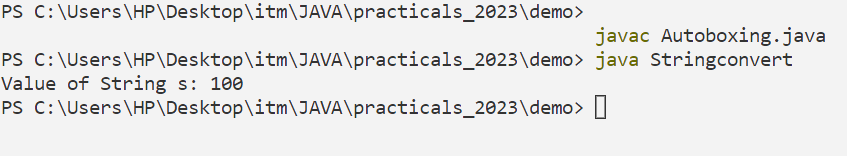 PS C:\Users\HP\Desktop\itm\JAVA\practicals_2023\demo>
javac Autoboxing.java
PS C:\Users\HP\Desktop\itm\JAVA\practicals_2023\demo> java Stringconvert
Value of String s: 100
PS C:\Users\HP\Desktop\itm\JAVA\practicals_2023\demo>